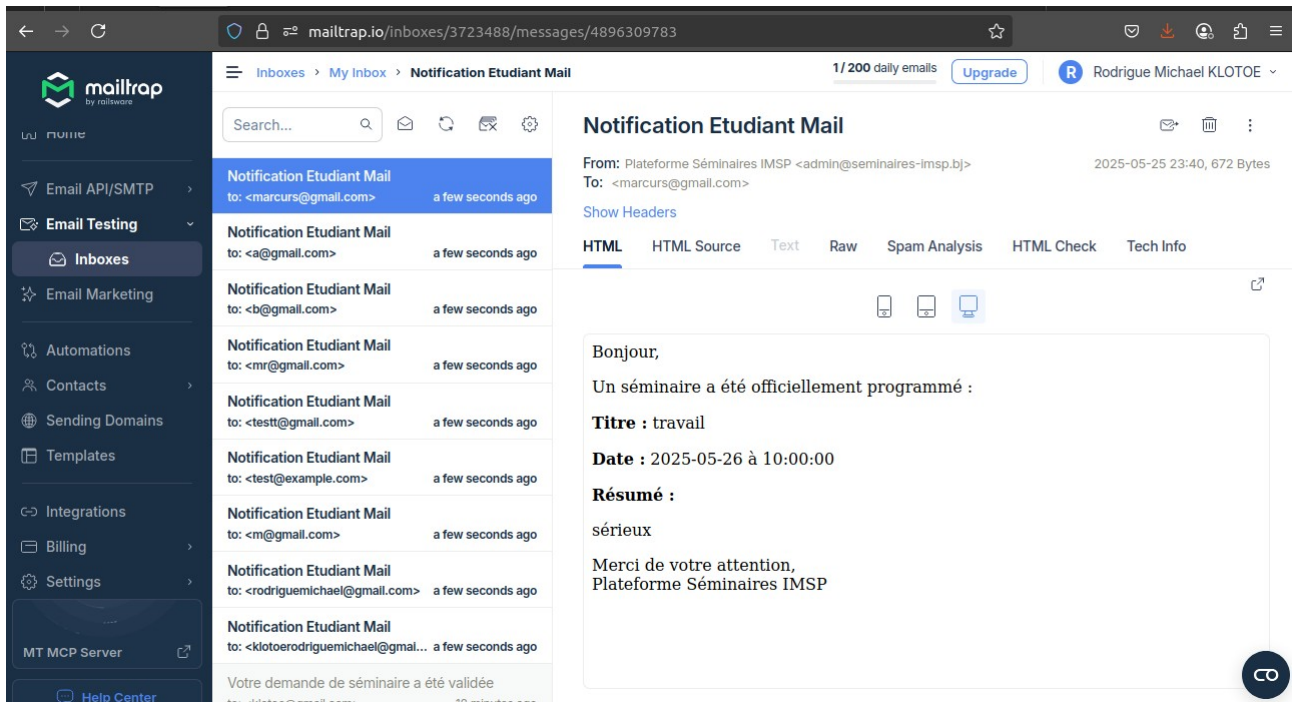 mailtrap.io/inboxes/3723488/messages/4896309783
mailtrap
by railsware
Home
Email API/SMTP
Email Testing
Inboxes
Email Marketing
Automations
Contacts
Sending Domains
Templates
Integrations
Billing
Settings
MT MCP Server
Help Center
Inboxes > My Inbox > Notification Etudiant Mail
1 / 200 daily emails
Upgrade
R
Rodrigue Michael KLOTOE
Search...
Notification Etudiant Mail
to: <marcurs@gmail.com> a few seconds ago
Notification Etudiant Mail
to: <a@gmail.com> a few seconds ago
Notification Etudiant Mail
to: <b@gmail.com> a few seconds ago
Notification Etudiant Mail
to: <mr@gmail.com> a few seconds ago
Notification Etudiant Mail
to: <testt@gmail.com> a few seconds ago
Notification Etudiant Mail
to: <test@example.com> a few seconds ago
Notification Etudiant Mail
to: <m@gmail.com> a few seconds ago
Notification Etudiant Mail
to: <rodriguemichael@gmail.com> a few seconds ago
Notification Etudiant Mail
to: <klotoerodriguemichael@gmai... a few seconds ago
Votre demande de séminaire a été validée
Notification Etudiant Mail
From: Plateforme Séminaires IMSP <admin@seminaires-imsp.bj>
2025-05-25 23:40, 672 Bytes
To: <marcurs@gmail.com>
Show Headers
HTML HTML Source Text Raw Spam Analysis HTML Check Tech Info
Bonjour,
Un séminaire a été officiellement programmé :
Titre : travail
Date : 2025-05-26 à 10:00:00
Résumé :
sérieux
Merci de votre attention,
Plateforme Séminaires IMSP